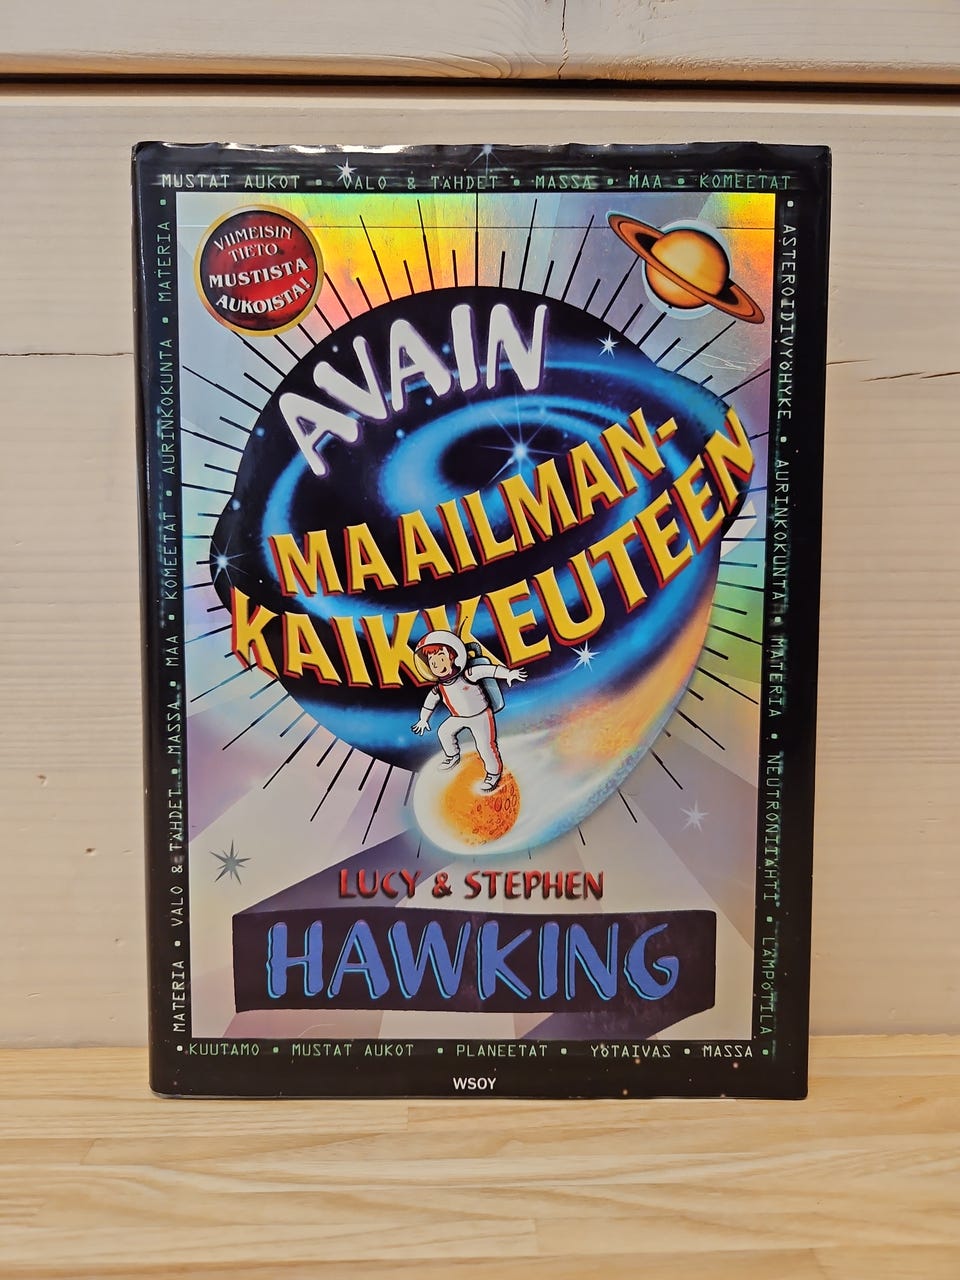 MUSTAT AUKOT • VALO & TÄHDET • MASSA • MAA • KOMEETAT
ASTEROIDIVYÖHYKE • AURINKOKUNTA • MATERIA • NEUTRONITÄHTI • LÄMPÖTILA
MATERIA • VALO & TÄHDET • MASSA • MAA • KOMEETAT • AURINKOKUNTA • MATERIA
VIIMEISIN
TIETO
MUSTISTA
AUKOISTA!
AVAIN
MAAILMAN-
KAIKKEUTEEN
LUCY & STEPHEN
HAWKING
KUUTAMO • MUSTAT AUKOT • PLANEETAT • YÖTAIVAS • MASSA
WSOY